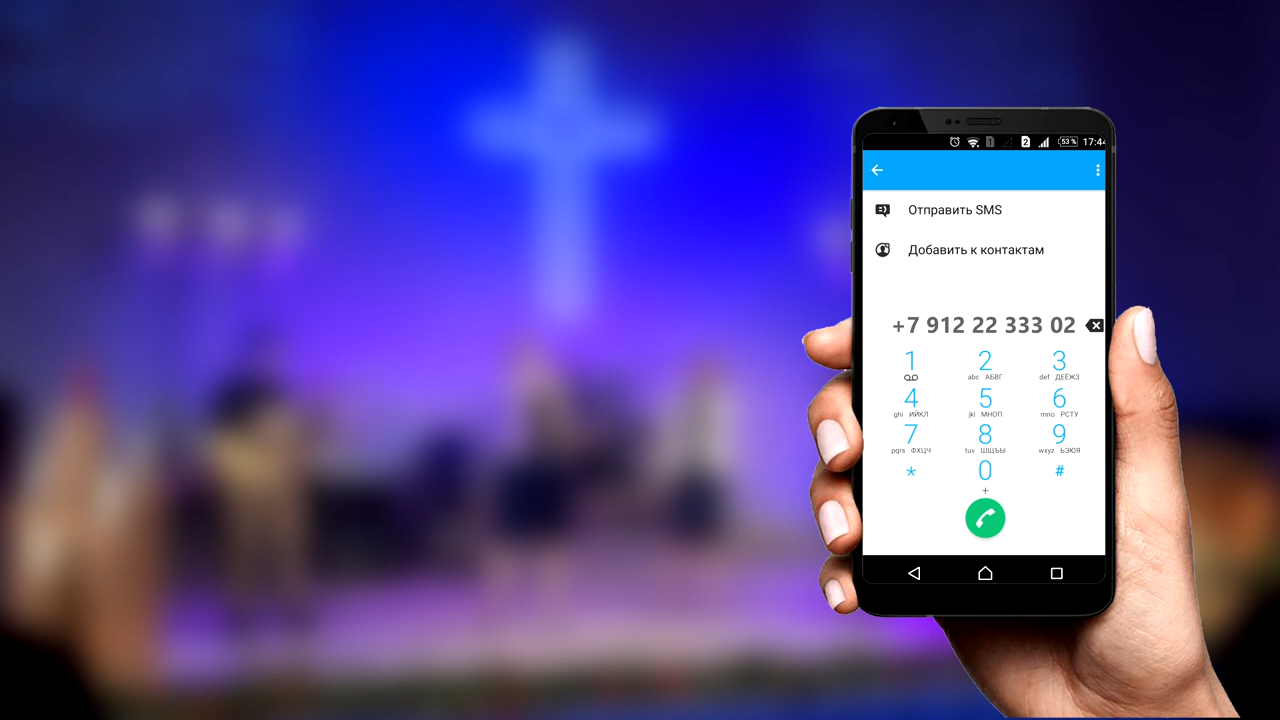 1 2 53 % 17:44
Отправить SMS
Добавить к контактам
+7 912 22 333 02
1 2 3
abc АБВГ def ДЕЁЖЗ
4 5 6
ghi ИЙКЛ jkl МНОП mno РСТУ
7 8 9
pqrs ФХЦЧ tuv ШЩЪЫ wxyz ЬЭЮЯ
* 0 #
+